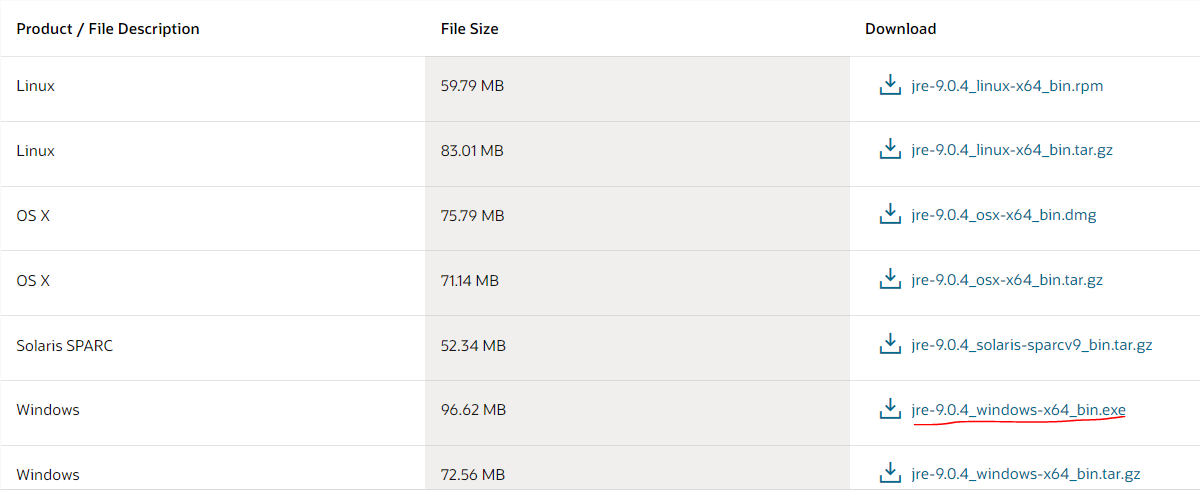 Product / File Description File Size Download
Linux 59.79 MB jre-9.0.4_linux-x64_bin.rpm
Linux 83.01 MB jre-9.0.4_linux-x64_bin.tar.gz
OS X 75.79 MB jre-9.0.4_osx-x64_bin.dmg
OS X 71.14 MB jre-9.0.4_osx-x64_bin.tar.gz
Solaris SPARC 52.34 MB jre-9.0.4_solaris-sparcv9_bin.tar.gz
Windows 96.62 MB jre-9.0.4_windows-x64_bin.exe
Windows 72.56 MB jre-9.0.4_windows-x64_bin.tar.gz